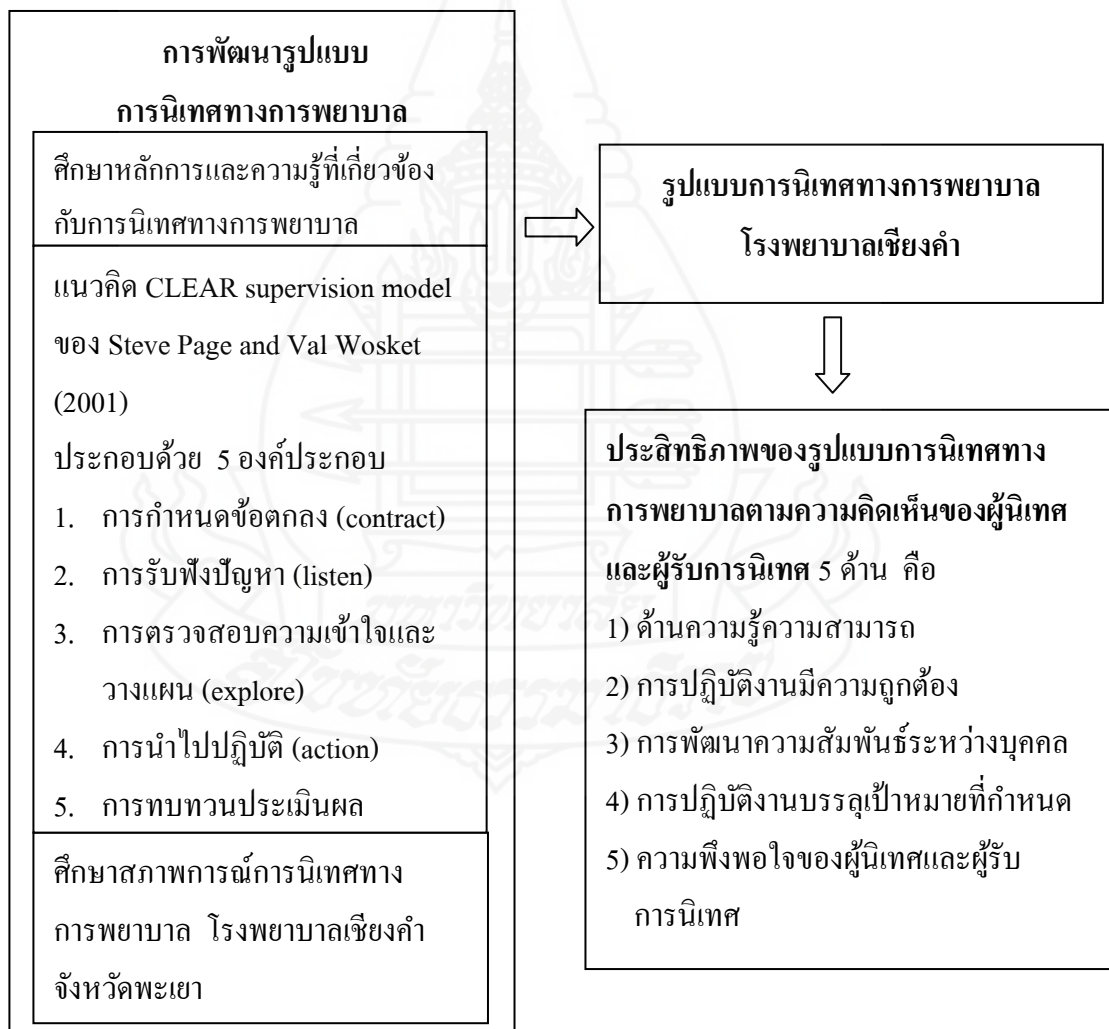 การพัฒนารูปแบบ
การนิเทศทางการพยาบาล
ศึกษาหลักการและความรู้ที่เกี่ยวข้อง
กับการนิเทศทางการพยาบาล
แนวคิด CLEAR supervision model
ของ Steve Page and Val Wosket
(2001)
ประกอบด้วย 5 องค์ประกอบ
1. การกำหนดข้อตกลง (contract)
2. การรับฟังปัญหา (listen)
3. การตรวจสอบความเข้าใจและ
วางแผน (explore)
4. การนำไปปฏิบัติ (action)
5. การทบทวนประเมินผล
ศึกษาสภาพการณ์การนิเทศทาง
การพยาบาล โรงพยาบาลเชียงคำ
จังหวัดพะเยา
รูปแบบการนิเทศทางการพยาบาล
โรงพยาบาลเชียงคำ
ประสิทธิภาพของรูปแบบการนิเทศทาง
การพยาบาลตามความคิดเห็นของผู้นิเทศ
และผู้รับการนิเทศ 5 ด้าน คือ
1) ด้านความรู้ความสามารถ
2) การปฏิบัติงานมีความถูกต้อง
3) การพัฒนาความสัมพันธ์ระหว่างบุคคล
4) การปฏิบัติงานบรรลุเป้าหมายที่กำหนด
5) ความพึงพอใจของผู้นิเทศและผู้รับ
การนิเทศ
มหาวิทยาลัย
สุโขทัยธรรมาธิราช